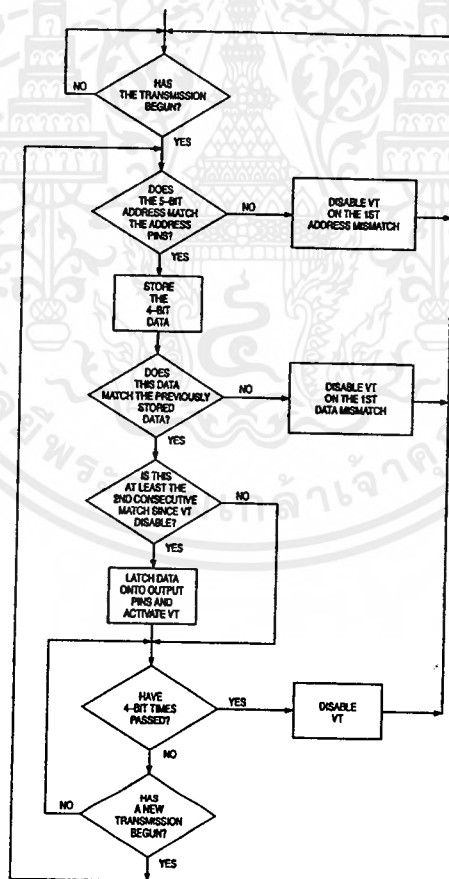 HAS
THE TRANSMISSION
BEGUN?
NO
YES
DOES
THE 5-BIT
ADDRESS MATCH
THE ADDRESS
PINS?
NO
DISABLE VT
ON THE 1ST
ADDRESS MISMATCH
YES
STORE
THE
4-BIT
DATA
DOES
THIS DATA
MATCH THE PREVIOUSLY
STORED
DATA?
NO
DISABLE VT
ON THE 1ST
DATA MISMATCH
YES
IS THIS
AT LEAST THE
2ND CONSECUTIVE
MATCH SINCE VT
DISABLE?
NO
YES
LATCH DATA
ONTO OUTPUT
PINS AND
ACTIVATE VT
HAVE
4-BIT TIMES
PASSED?
YES
DISABLE
VT
NO
HAS
A NEW
TRANSMISSION
BEGUN?
NO
YES